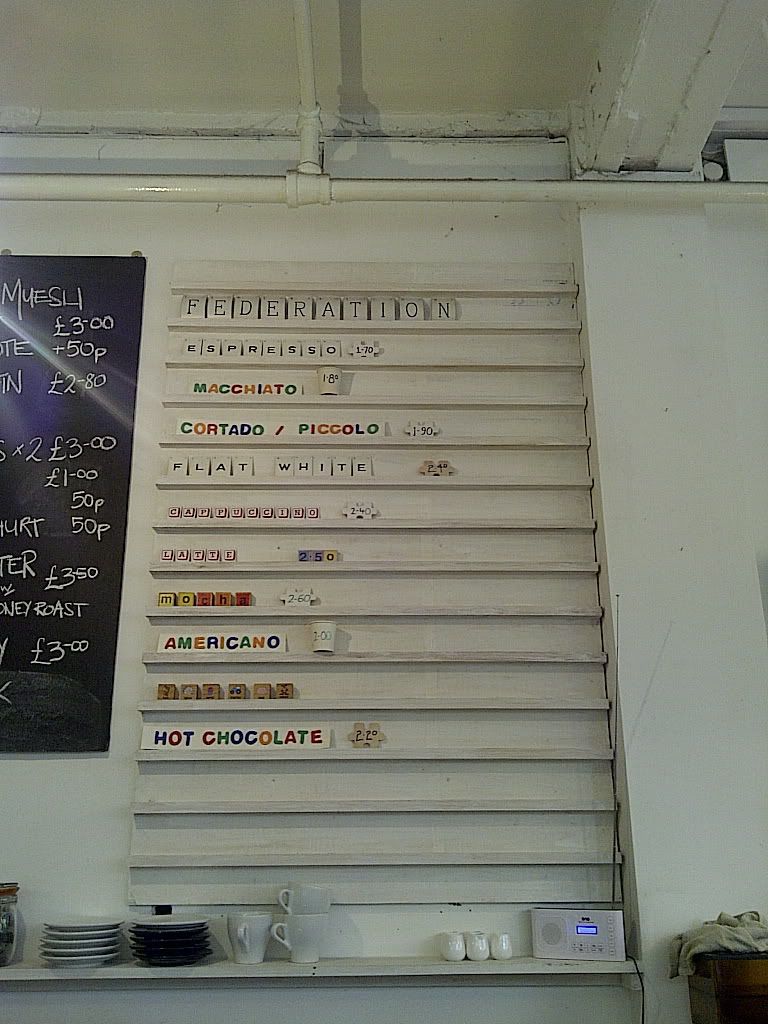 MUESLI
£3-00
+50p
£2-80
×2 £3-00
£1-00
50p
50p
£3-50
ROAST
£3-00
FEDERATION
ESPRESSO 1-70
MACCHIATO 1-80
CORTADO / PICCOLO 1-90
FLAT WHITE 2-40
CAPPUCCINO 2-40
LATTE 2-50
mocha 2-60
AMERICANO 2-00
HOT CHOCOLATE 2-20